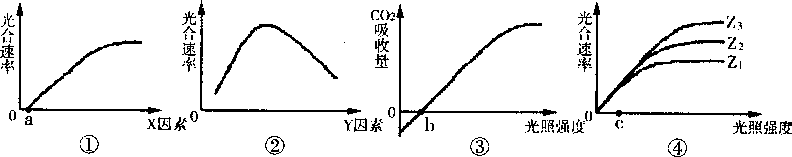 光合速率
0
a
X因素
①
光合速率
0
Y因素
②
CO₂吸收量
0
b
光照强度
③
光合速率
0
c
Z₃
Z₂
Z₁
光照强度
④